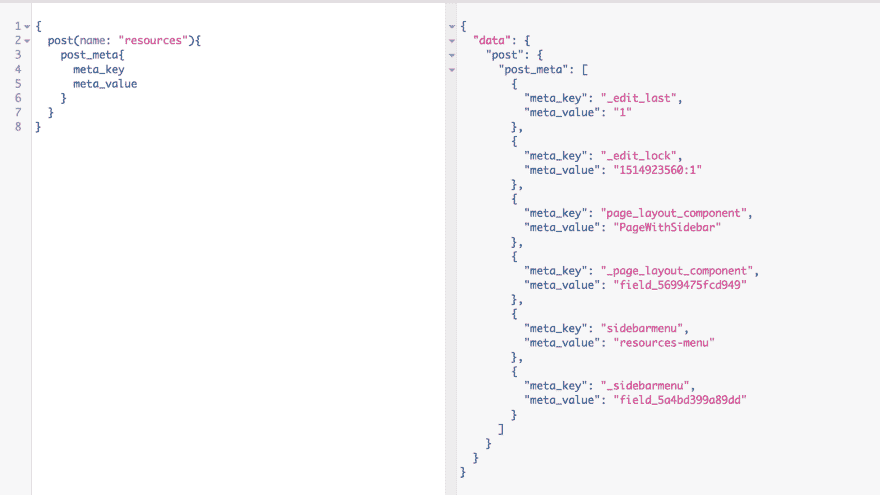 1 {
2   post(name: "resources"){
3     post_meta{
4       meta_key
5       meta_value
6     }
7   }
8 }
{
  "data": {
    "post": {
      "post_meta": [
        {
          "meta_key": "_edit_last",
          "meta_value": "1"
        },
        {
          "meta_key": "_edit_lock",
          "meta_value": "1514923560:1"
        },
        {
          "meta_key": "page_layout_component",
          "meta_value": "PageWithSidebar"
        },
        {
          "meta_key": "_page_layout_component",
          "meta_value": "field_5699475fcd949"
        },
        {
          "meta_key": "sidebarmenu",
          "meta_value": "resources-menu"
        },
        {
          "meta_key": "_sidebarmenu",
          "meta_value": "field_5a4bd399a89dd"
        }
      ]
    }
  }
}